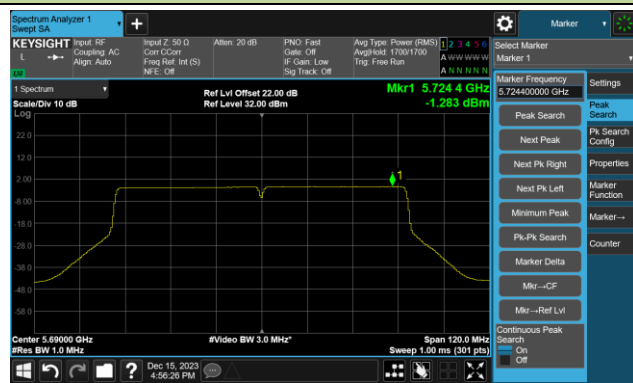 Spectrum Analyzer 1
Swept SA
Marker
KEYSIGHT
L
Input: RF
Coupling: AC
Align: Auto
Input Z: 50 Ω
Corr CCorr
Freq Ref: Int (S)
NFE: Off
Atten: 20 dB
PNO: Fast
Gate: Off
IF Gain: Low
Sig Track: Off
Avg Type: Power (RMS)
Avg|Hold: 1700/1700
Trig: Free Run
1 2 3 4 5 6
A W W W W W
A N N N N N
Select Marker
Marker 1
1 Spectrum
Scale/Div 10 dB
Log
Ref Lvl Offset 22.00 dB
Ref Level 32.00 dBm
Mkr1 5.724 4 GHz
-1.283 dBm
1
22.0
12.0
2.00
-8.00
-18.0
-28.0
-38.0
-48.0
-58.0
Center 5.69000 GHz
#Res BW 1.0 MHz
#Video BW 3.0 MHz*
Span 120.0 MHz
Sweep 1.00 ms (301 pts)
Marker Frequency
5.724400000 GHz
Peak Search
Next Peak
Next Pk Right
Next Pk Left
Minimum Peak
Pk-Pk Search
Marker Delta
Mkr→CF
Mkr→Ref Lvl
Continuous Peak
Search
On
Off
Settings
Peak
Search
Pk Search
Config
Properties
Marker
Function
Marker→
Counter
?
Dec 15, 2023
4:56:26 PM